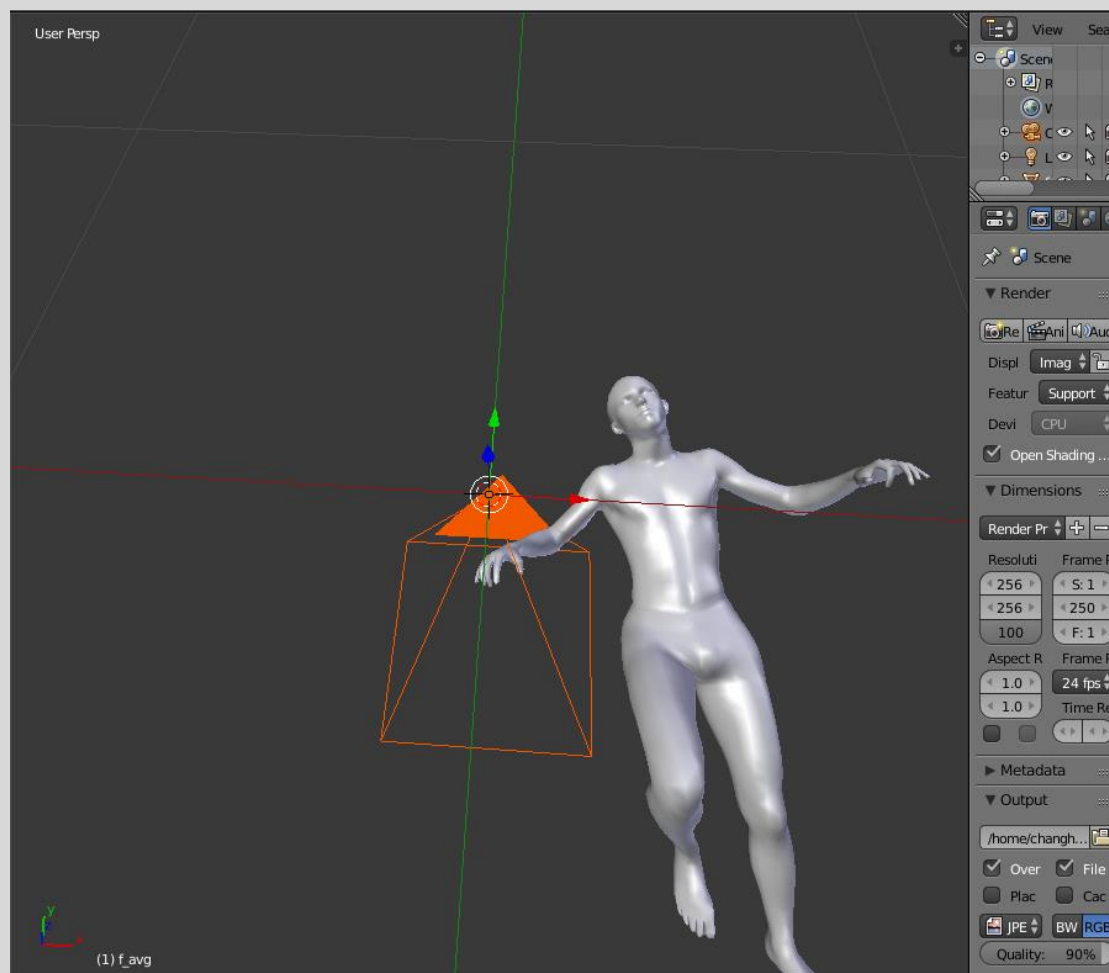 User Persp
View Sea
Scen
R
V
C
L
Scene
Render
Re Ani Aud
Displ Imag
Featur Support
Devi CPU
Open Shading ...
Dimensions
Render Pr
Resoluti Frame R
256 S: 1
256 250
100 F: 1
Aspect R Frame R
1.0 24 fps
1.0 Time Re
Metadata
Output
/home/changh...
Over File
Plac Cac
JPE BW RGB
Quality: 90%
y
z
x
(1) f_avg